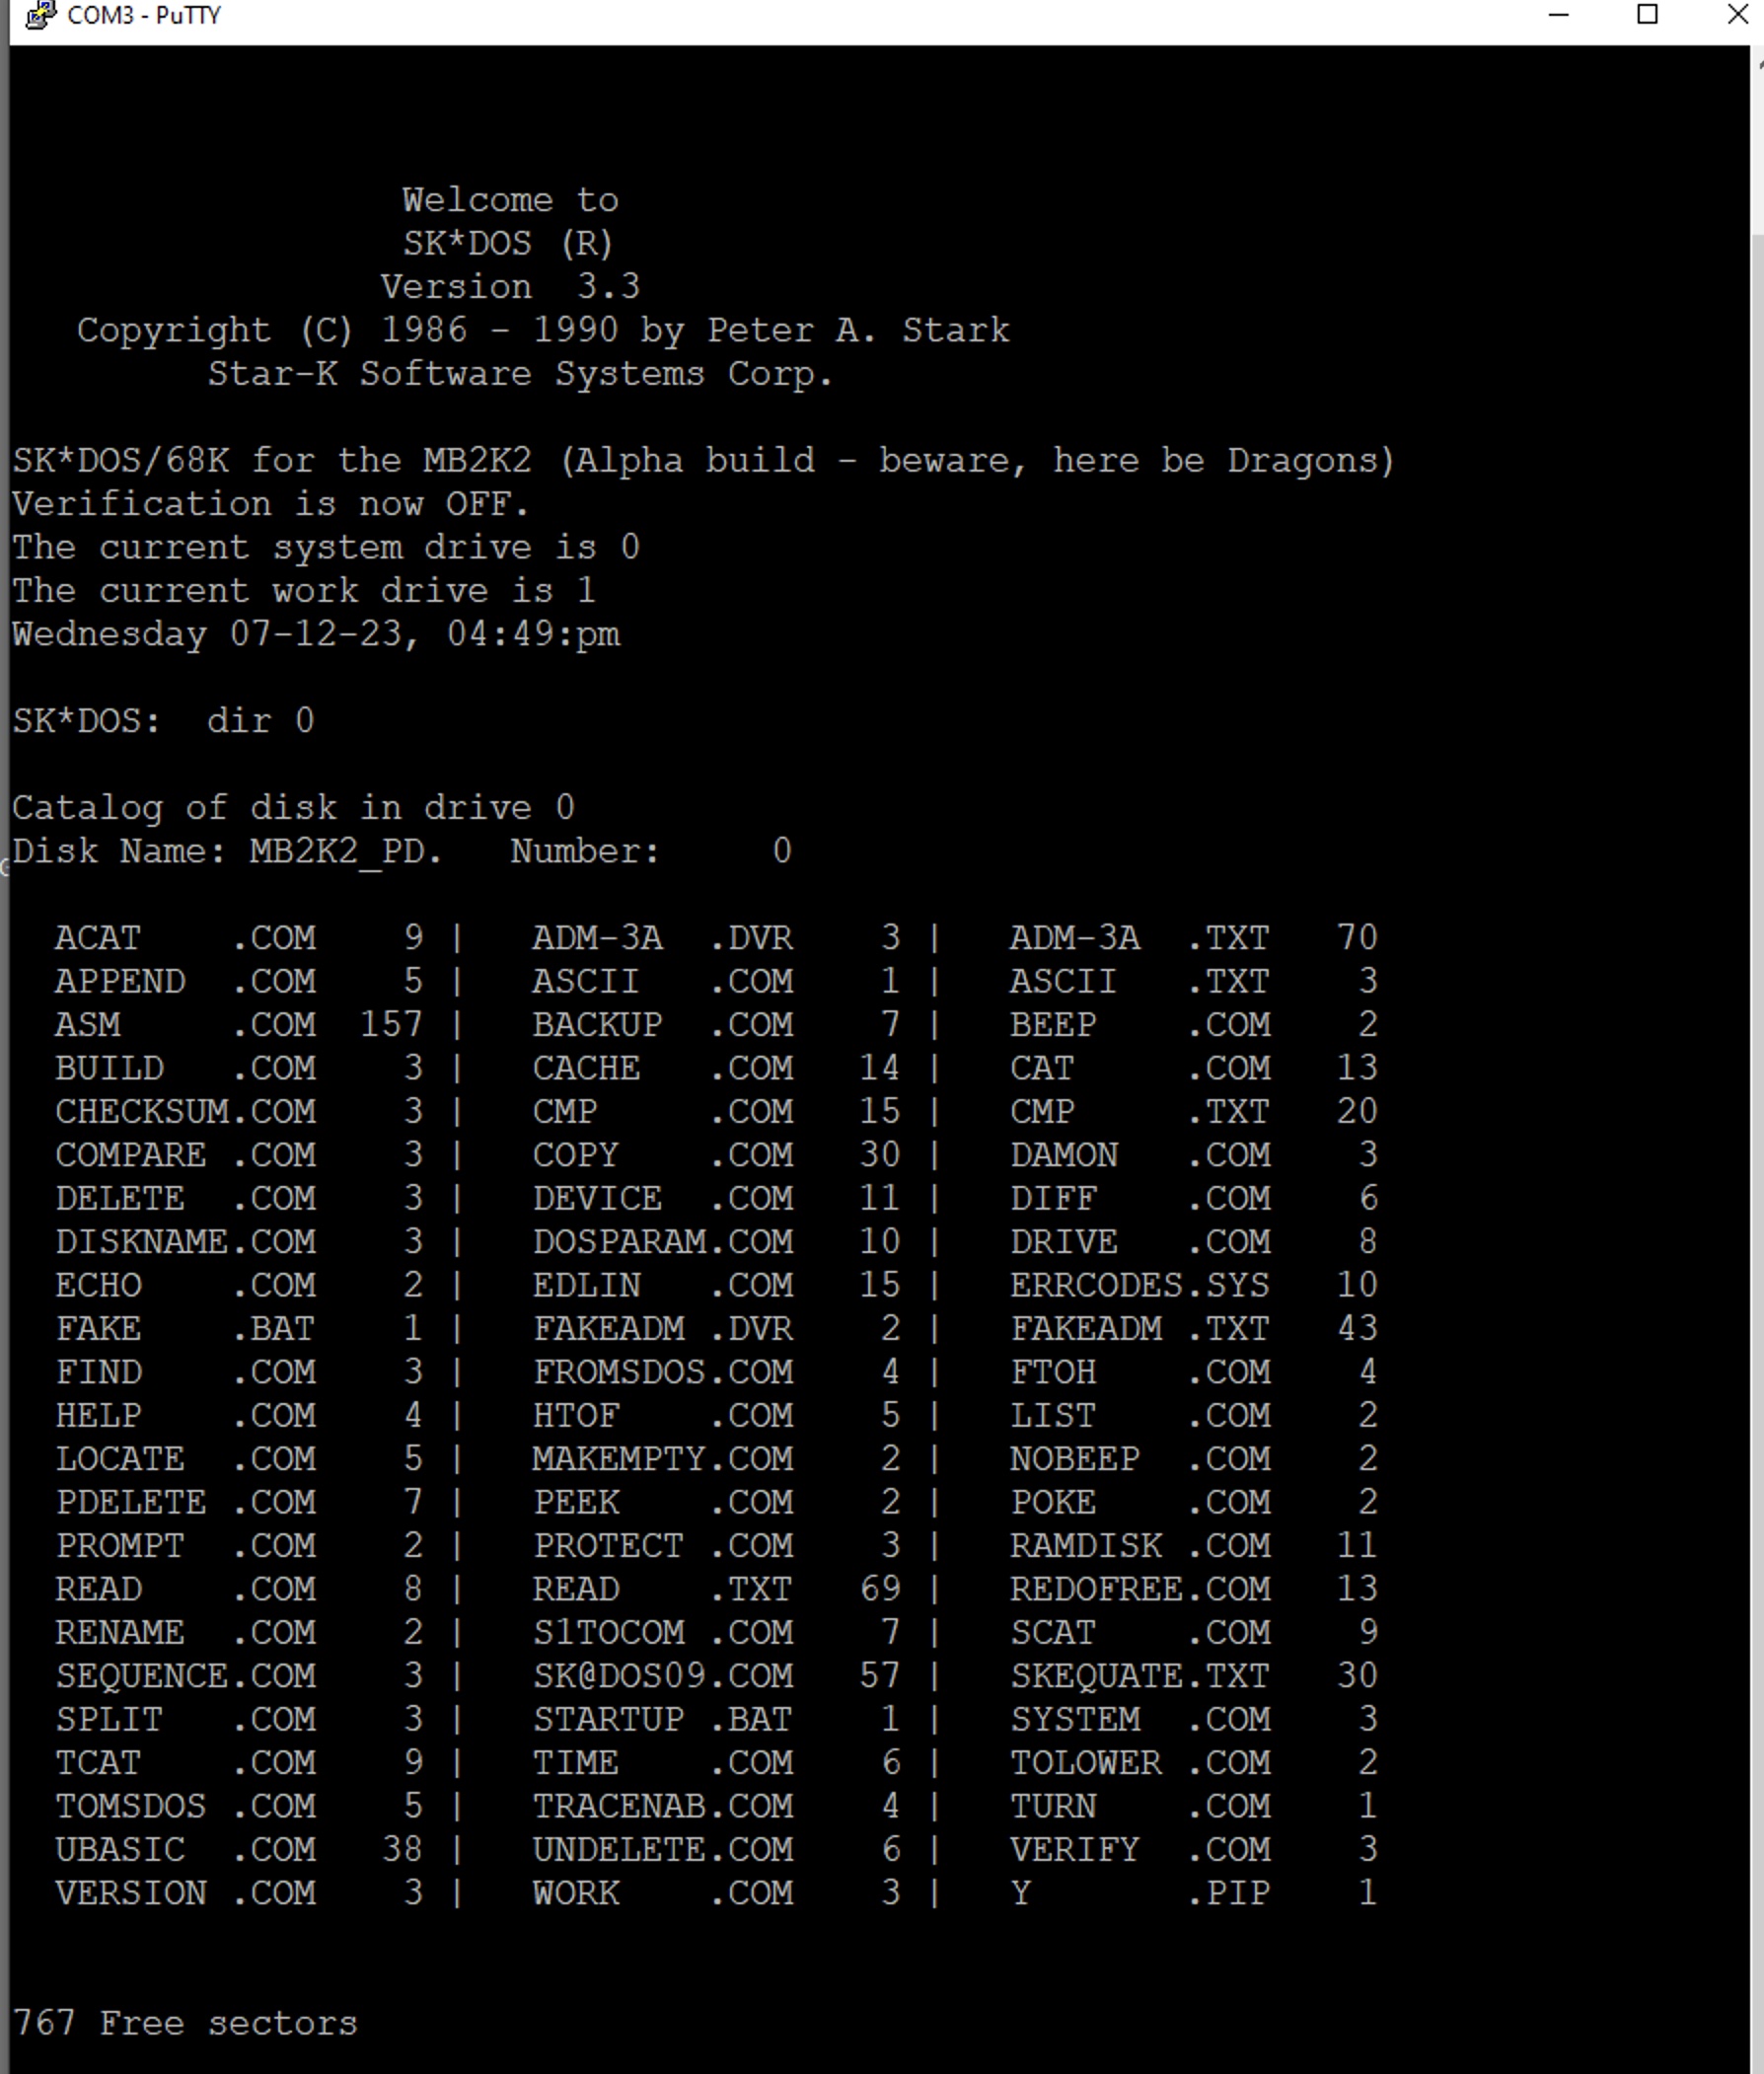 COM3 - PuTTY
Welcome to
SK*DOS (R)
Version  3.3
Copyright (C) 1986 - 1990 by Peter A. Stark
Star-K Software Systems Corp.
SK*DOS/68K for the MB2K2 (Alpha build - beware, here be Dragons)
Verification is now OFF.
The current system drive is 0
The current work drive is 1
Wednesday 07-12-23, 04:49:pm
SK*DOS:  dir 0
Catalog of disk in drive 0
Disk Name: MB2K2_PD.   Number:     0
ACAT    .COM    9 |   ADM-3A  .DVR    3 |   ADM-3A  .TXT   70
APPEND  .COM    5 |   ASCII   .COM    1 |   ASCII   .TXT    3
ASM     .COM  157 |   BACKUP  .COM    7 |   BEEP    .COM    2
BUILD   .COM    3 |   CACHE   .COM   14 |   CAT     .COM   13
CHECKSUM.COM    3 |   CMP     .COM   15 |   CMP     .TXT   20
COMPARE .COM    3 |   COPY    .COM   30 |   DAMON   .COM    3
DELETE  .COM    3 |   DEVICE  .COM   11 |   DIFF    .COM    6
DISKNAME.COM    3 |   DOSPARAM.COM   10 |   DRIVE   .COM    8
ECHO    .COM    2 |   EDLIN   .COM   15 |   ERRCODES.SYS   10
FAKE    .BAT    1 |   FAKEADM .DVR    2 |   FAKEADM .TXT   43
FIND    .COM    3 |   FROMSDOS.COM    4 |   FTOH    .COM    4
HELP    .COM    4 |   HTOF    .COM    5 |   LIST    .COM    2
LOCATE  .COM    5 |   MAKEMPTY.COM    2 |   NOBEEP  .COM    2
PDELETE .COM    7 |   PEEK    .COM    2 |   POKE    .COM    2
PROMPT  .COM    2 |   PROTECT .COM    3 |   RAMDISK .COM   11
READ    .COM    8 |   READ    .TXT   69 |   REDOFREE.COM   13
RENAME  .COM    2 |   S1TOCOM .COM    7 |   SCAT    .COM    9
SEQUENCE.COM    3 |   SK@DOS09.COM   57 |   SKEQUATE.TXT   30
SPLIT   .COM    3 |   STARTUP .BAT    1 |   SYSTEM  .COM    3
TCAT    .COM    9 |   TIME    .COM    6 |   TOLOWER .COM    2
TOMSDOS .COM    5 |   TRACENAB.COM    4 |   TURN    .COM    1
UBASIC  .COM   38 |   UNDELETE.COM    6 |   VERIFY  .COM    3
VERSION .COM    3 |   WORK    .COM    3 |   Y       .PIP    1
767 Free sectors